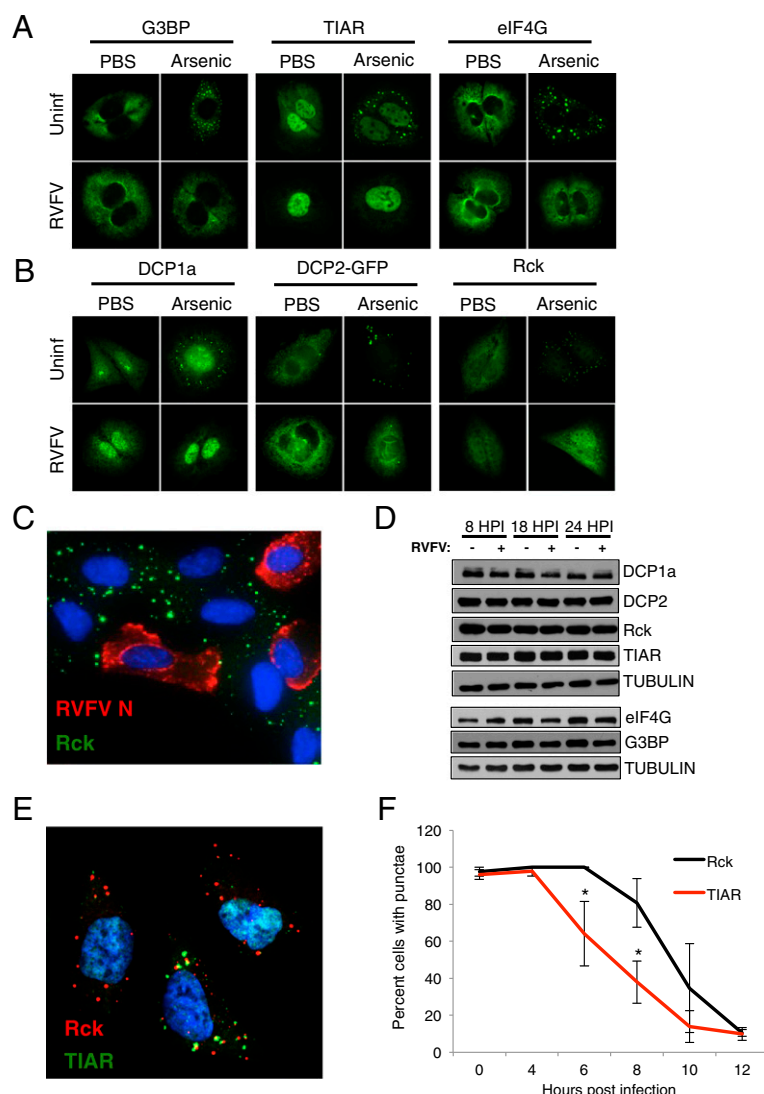 A
G3BP TIAR eIF4G
PBS Arsenic PBS Arsenic PBS Arsenic
Uninf
RVFV
B
DCP1a DCP2-GFP Rck
PBS Arsenic PBS Arsenic PBS Arsenic
Uninf
RVFV
C
RVFV N
Rck
D
8 HPI 18 HPI 24 HPI
RVFV: - + - + - +
DCP1a
DCP2
Rck
TIAR
TUBULIN
eIF4G
G3BP
TUBULIN
E
Rck
TIAR
F
Percent cells with punctae
120
100
80
60
40
20
0
Rck
TIAR
*
*
0 4 6 8 10 12
Hours post infection